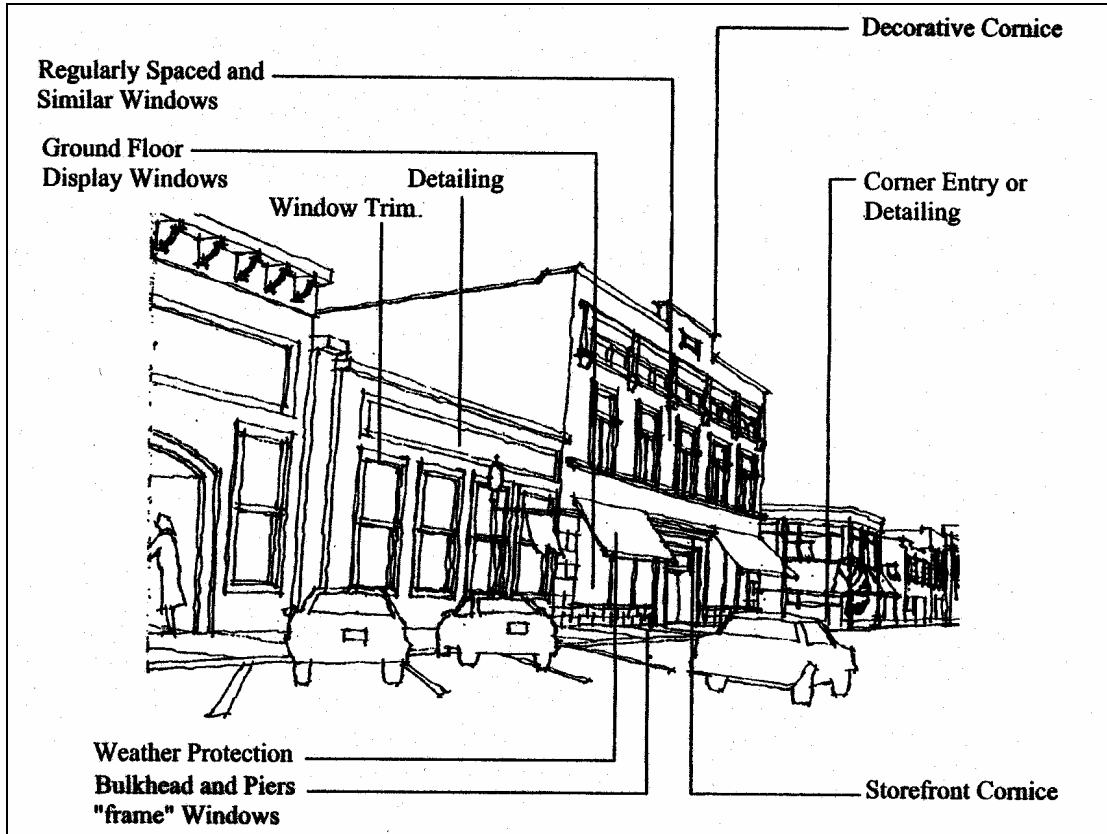 Decorative Cornice
Regularly Spaced and
Similar Windows
Ground Floor
Display Windows
Detailing
Window Trim.
Corner Entry or
Detailing
Weather Protection
Bulkhead and Piers
"frame" Windows
Storefront Cornice